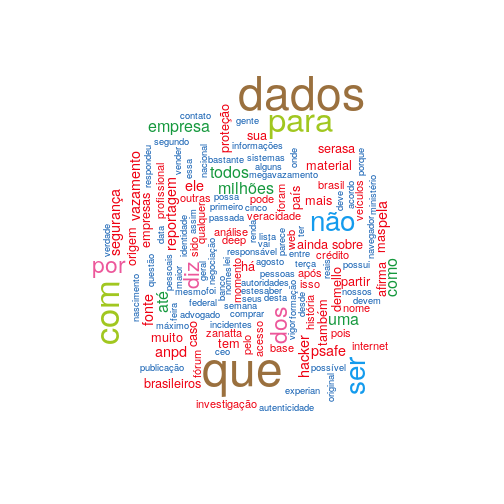 dados
para
contato
gente
empresa
proteção
sua
segundo
informações
serasa
nacional
bastante
sistemas
onde
porque
respondeu
vender
essa
alguns
todos
megavazamento
material
vazamento
profissional
identidade
ele
milhões
brasil
ministério
outras
possa
pode
foram
país
mais
deve
acordo
veículos
navegador
segurança
empresas
reportagem
qualquer
primeiro
cinco
passada
veracidade
não
pela
verdade
origem
data
assim
análise
renda
lista
ter
ainda
sobre
mas
sido
deep
web
vai
parece
responsável
entre
crédito
por
questão
pessoais
diz
negociação
há
agosto
terça
reais
possui
afirma
como
maior
geral
momento
pessoas
após
tomello
partir
nascimento
mesmo
banco
nomes
lei
autoridades
isso
nossos
com
até
este
saber
desta
formação
desde
devem
fonte
federal
seus
semana
história
nome
feira
advogado
comprar
dos
também
uma
máximo
caso
incidentes
vigor
muito
zanatta
acesso
pois
anpd
tem
pelo
base
hacker
psafe
internet
fórum
ceo
que
ser
publicação
possível
brasileiros
experian
original
investigação
autenticidade